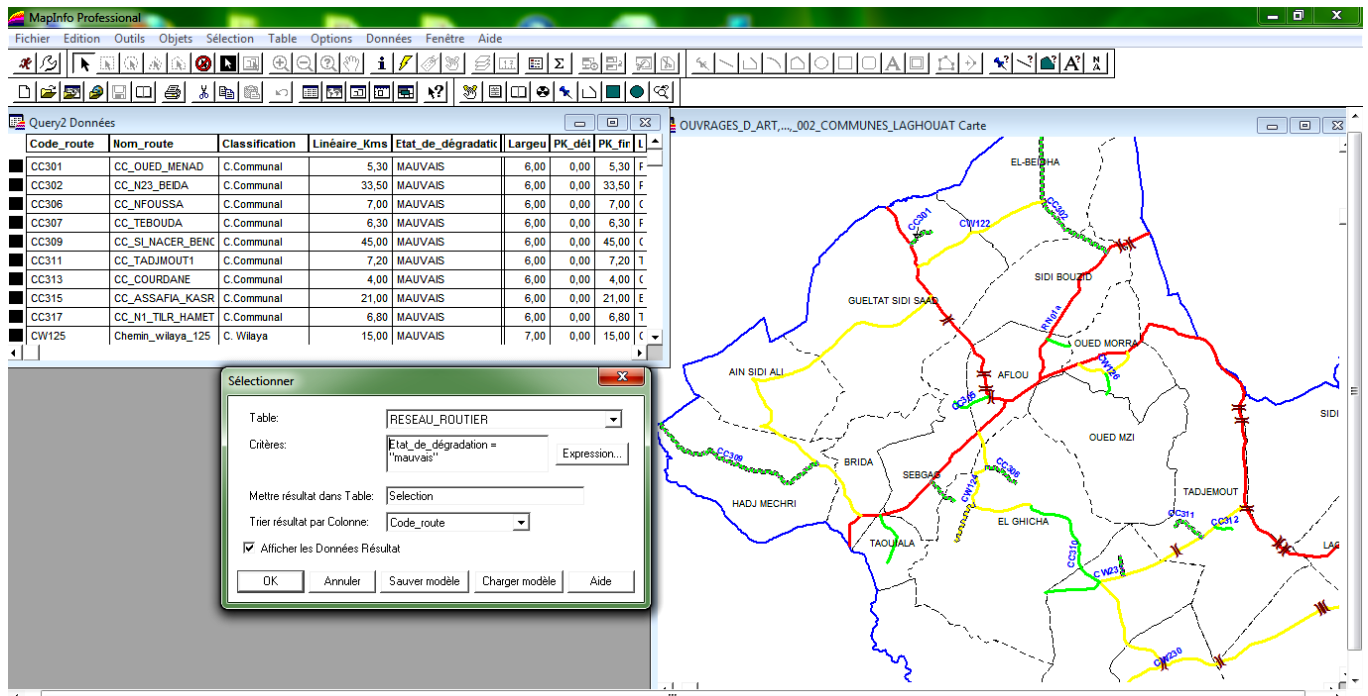 MapInfo Professional
Fichier Edition Outils Objets Sélection Table Options Données Fenêtre Aide
Query2 Données
Code_route Nom_route Classification Linéaire_Kms Etat_de_dégradatic Largeu PK_dél PK_fir L
CC301 CC_OUED_MENAD C.Communal 5,30 MAUVAIS 6,00 0,00 5,30 F
CC302 CC_N23_BEIDA C.Communal 33,50 MAUVAIS 6,00 0,00 33,50 F
CC306 CC_NFOUSSA C.Communal 7,00 MAUVAIS 6,00 0,00 7,00 C
CC307 CC_TEBOUDA C.Communal 6,30 MAUVAIS 6,00 0,00 6,30 F
CC309 CC_SI_NACER_BENC C.Communal 45,00 MAUVAIS 6,00 0,00 45,00 C
CC311 CC_TADJMOUT1 C.Communal 7,20 MAUVAIS 6,00 0,00 7,20 T
CC313 CC_COURDANE C.Communal 4,00 MAUVAIS 6,00 0,00 4,00 C
CC315 CC_ASSAFIA_KASR C.Communal 21,00 MAUVAIS 6,00 0,00 21,00 E
CC317 CC_N1_TILR_HAMET C.Communal 6,80 MAUVAIS 6,00 0,00 6,80 T
CW125 Chemin_wilaya_125 C. Wilaya 15,00 MAUVAIS 7,00 0,00 15,00 C
Sélectionner
Table: RESEAU_ROUTIER
Critères: Etat_de_dégradation =
"mauvais"
Expression...
Mettre résultat dans Table: Selection
Trier résultat par Colonne: Code_route
Afficher les Données Résultat
OK Annuler Sauver modèle Charger modèle Aide
OUVRAGES_D_ART,...,_002_COMMUNES_LAGHOUAT Carte
EL-BEIDHA
CC301
CW122
CC302
SIDI BOUZID
GUELTAT SIDI SAAD
RN01a
OUED MORRA
AIN SIDI ALI
AFLOU
CW126
CC305
SIDI
OUED MZI
CC309
BRIDA
SEBGAG
CC306
HADJ MECHRI
CW124
TADJEMOUT
EL GHICHA
CC311
CC312
TAOUIALA
CC310
LAG
CW231
CW230